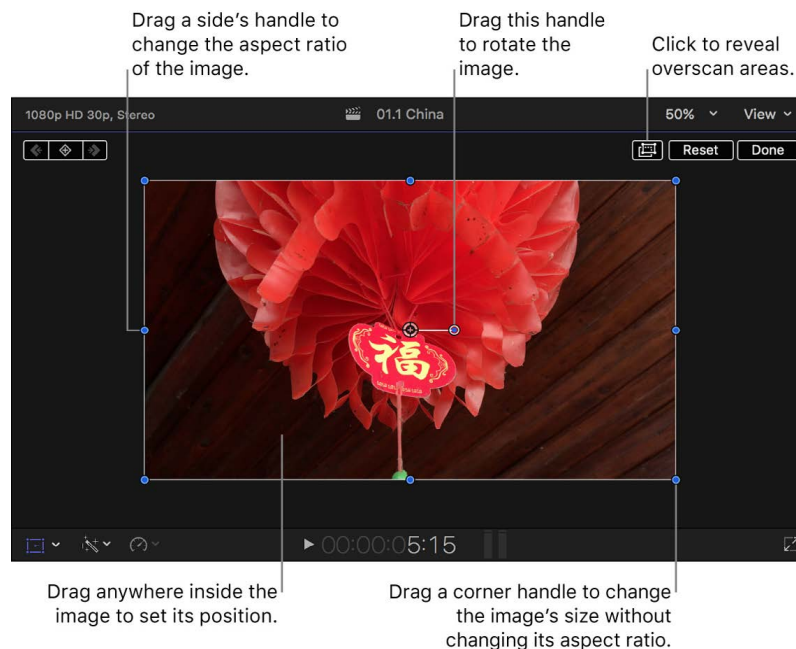 Drag a side’s handle to
change the aspect ratio
of the image.
Drag this handle
to rotate the
image.
Click to reveal
overscan areas.
1080p HD 30p, Stereo
01.1 China
50%
View
Reset
Done
福
00:00:05:15
Drag anywhere inside the
image to set its position.
Drag a corner handle to change
the image’s size without
changing its aspect ratio.